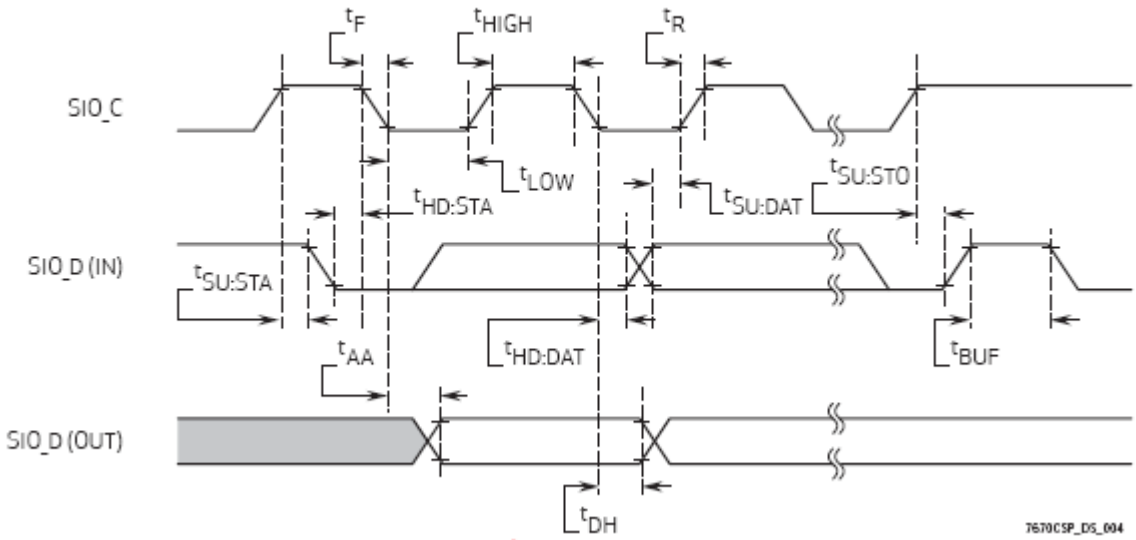 tF tHIGH tR
SIO_C
tLOW tSU:STO
tHD:STA tSU:DAT
SIO_D (IN)
tSU:STA
tAA tHD:DAT tBUF
SIO_D (OUT)
tDH
7670CSP_DS_004